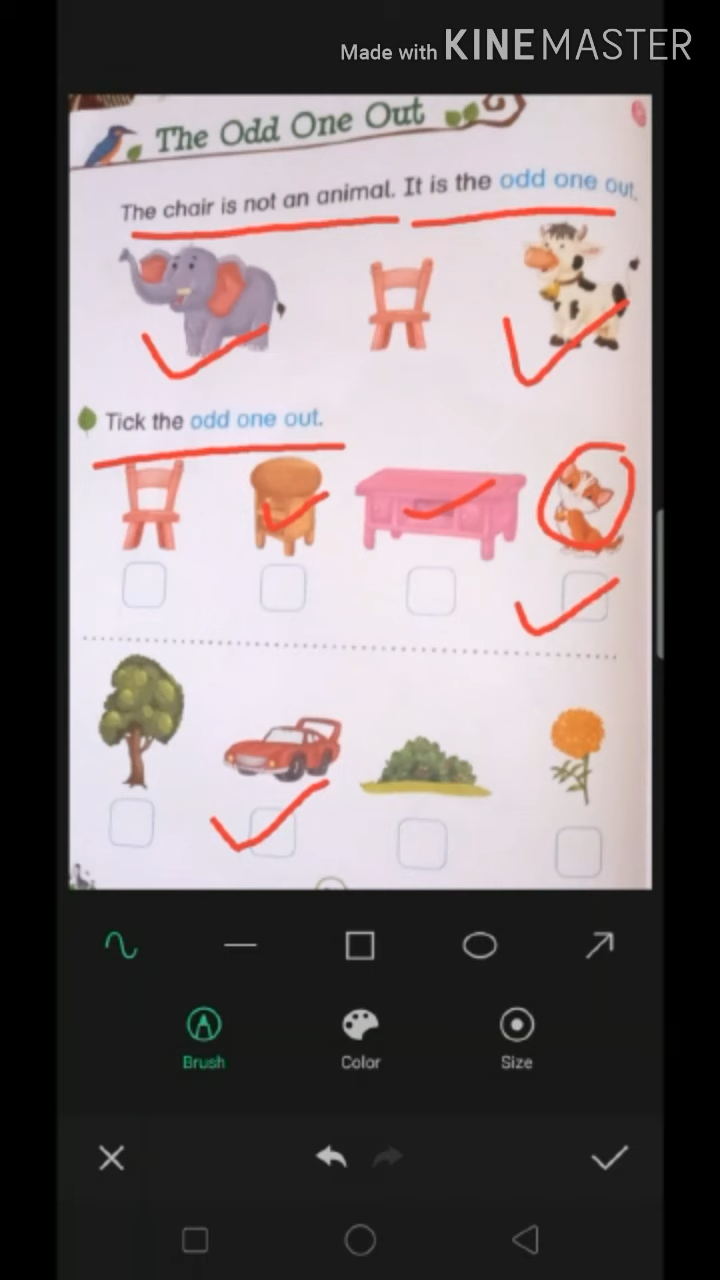 Made with KINEMASTER
The Odd One Out
The chair is not an animal. It is the odd one out.
Tick the odd one out.
Brush
Color
Size